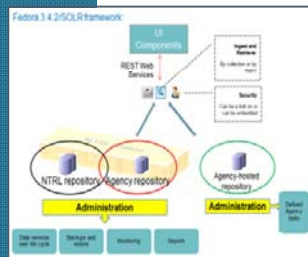 Fedora 3.4.2/SOLR framework:
UI
Components
REST Web
Services
Ingest and
Retrieve:
By collection or by
Security:
Can be a bolt on or
can be embedded
NTRL repository
Agency repository
Agency-hosted
repository
Administration
Administration
Defined
Agency
tasks
Data services
over life cycle
Backups and
restore
Monitoring
Reports